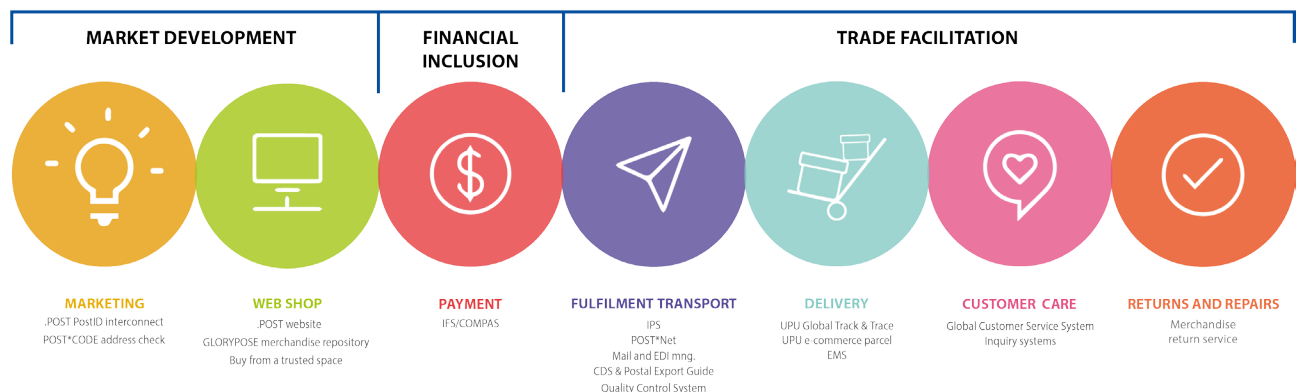 MARKET DEVELOPMENT
FINANCIAL
INCLUSION
TRADE FACILITATION
MARKETING
.POST PostID interconnect
POST*CODE address check
WEB SHOP
.POST website
GLORYPOSE merchandise repository
Buy from a trusted space
PAYMENT
IFS/COMPAS
FULFILMENT TRANSPORT
IPS
POST*Net
Mail and EDI mng.
CDS & Postal Export Guide
Quality Control System
DELIVERY
UPU Global Track & Trace
UPU e-commerce parcel
EMS
CUSTOMER CARE
Global Customer Service System
Inquiry systems
RETURNS AND REPAIRS
Merchandise
return service